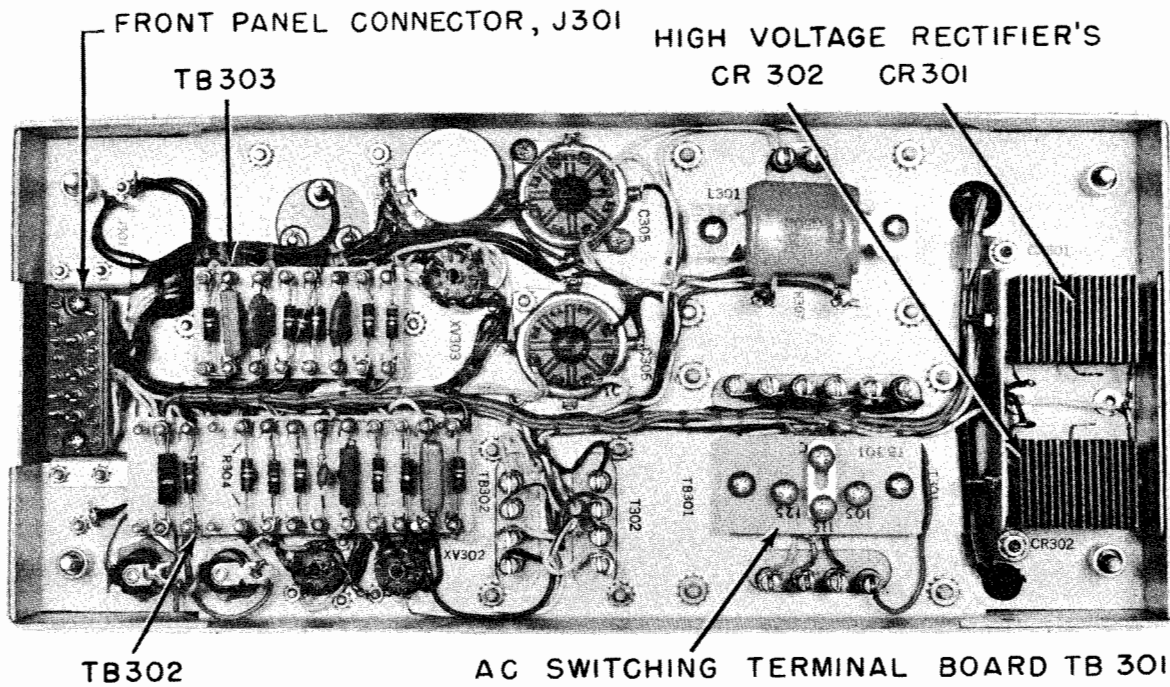 FRONT PANEL CONNECTOR, J301
HIGH VOLTAGE RECTIFIER'S
TB303
CR 302 CR301
L301
C305
XV303
R304
TB302
T302
TB301
TB301
C
125
115
105
XV302
CR302
TB302
AC SWITCHING TERMINAL BOARD TB 301